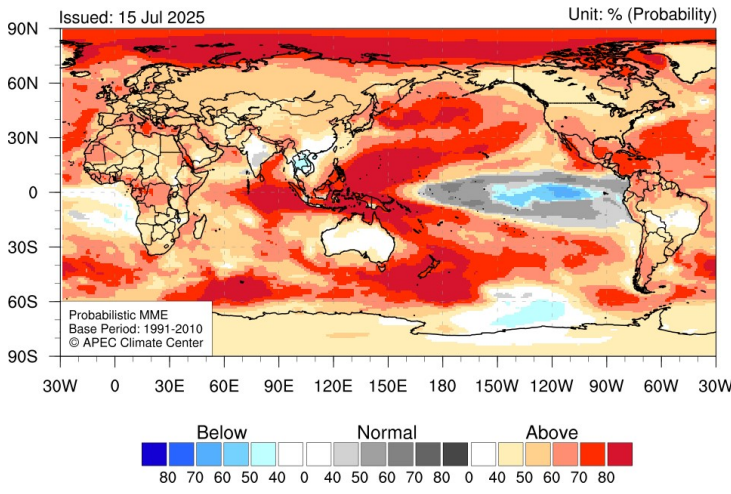 Issued: 15 Jul 2025 Unit: % (Probability)
90N
60N
30N
0
30S
60S
90S
Probabilistic MME
Base Period: 1991-2010
© APEC Climate Center
30W 0 30E 60E 90E 120E 150E 180 150W 120W 90W 60W 30W
Below Normal Above
80 70 60 50 40 0 40 50 60 70 80 0 40 50 60 70 80